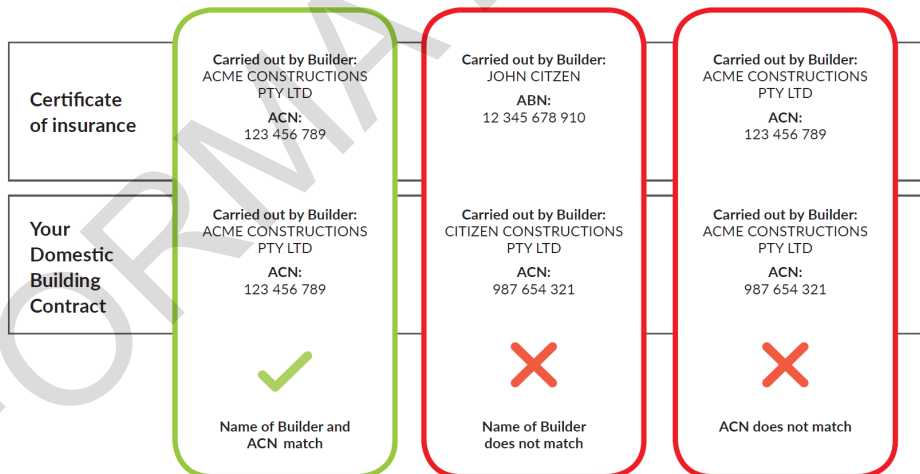 Certificate
of insurance
Carried out by Builder:
ACME CONSTRUCTIONS
PTY LTD
ACN:
123 456 789
Carried out by Builder:
JOHN CITZEN
ABN:
12 345 678 910
Carried out by Builder:
ACME CONSTRUCTIONS
PTY LTD
ACN:
123 456 789
Your
Domestic
Building
Contract
Carried out by Builder:
ACME CONSTRUCTIONS
PTY LTD
ACN:
123 456 789
Carried out by Builder:
CITIZEN CONSTRUCTIONS
PTY LTD
ACN:
987 654 321
Carried out by Builder:
ACME CONSTRUCTIONS
PTY LTD
ACN:
987 654 321
Name of Builder and
ACN match
Name of Builder
does not match
ACN does not match
ORMA